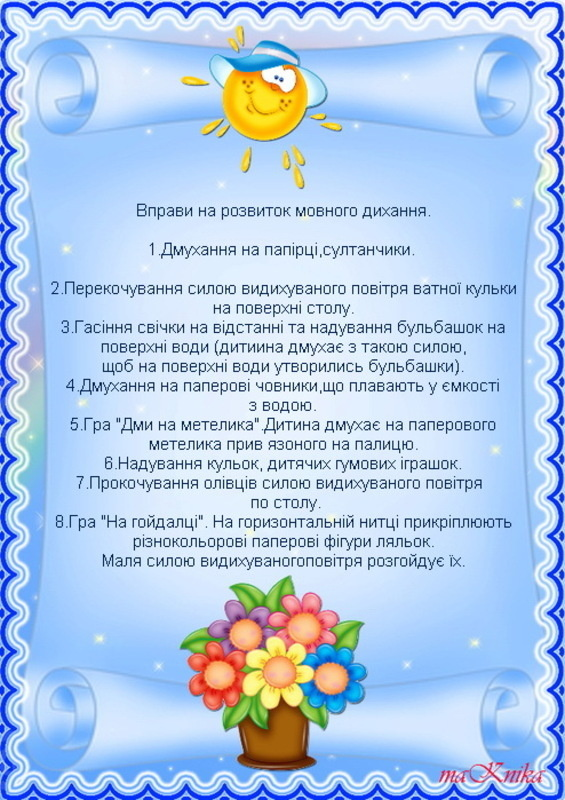 Вправи на розвиток мовного дихання.
1.Дмухання на папірці,султанчики.
2.Перекочування силою видихуваного повітря ватної кульки
на поверхні столу.
3.Гасіння свічки на відстанні та надування бульбашок на
поверхні води (дитиина дмухає з такою силою,
щоб на поверхні води утворились бульбашки).
4.Дмухання на паперові човники,що плавають у ємкості
з водою.
5.Гра "Дми на метелика".Дитина дмухає на паперового
метелика прив язоного на палицю.
6.Надування кульок, дитячих гумових іграшок.
7.Прокочування олівців силою видихуваного повітря
по столу.
8.Гра "На гойдалці". На горизонтальній нитці прикріплюють
різнокольорові паперові фігури ляльок.
Маля силою видихуваногоповітря розгойдує їх.
maKnika